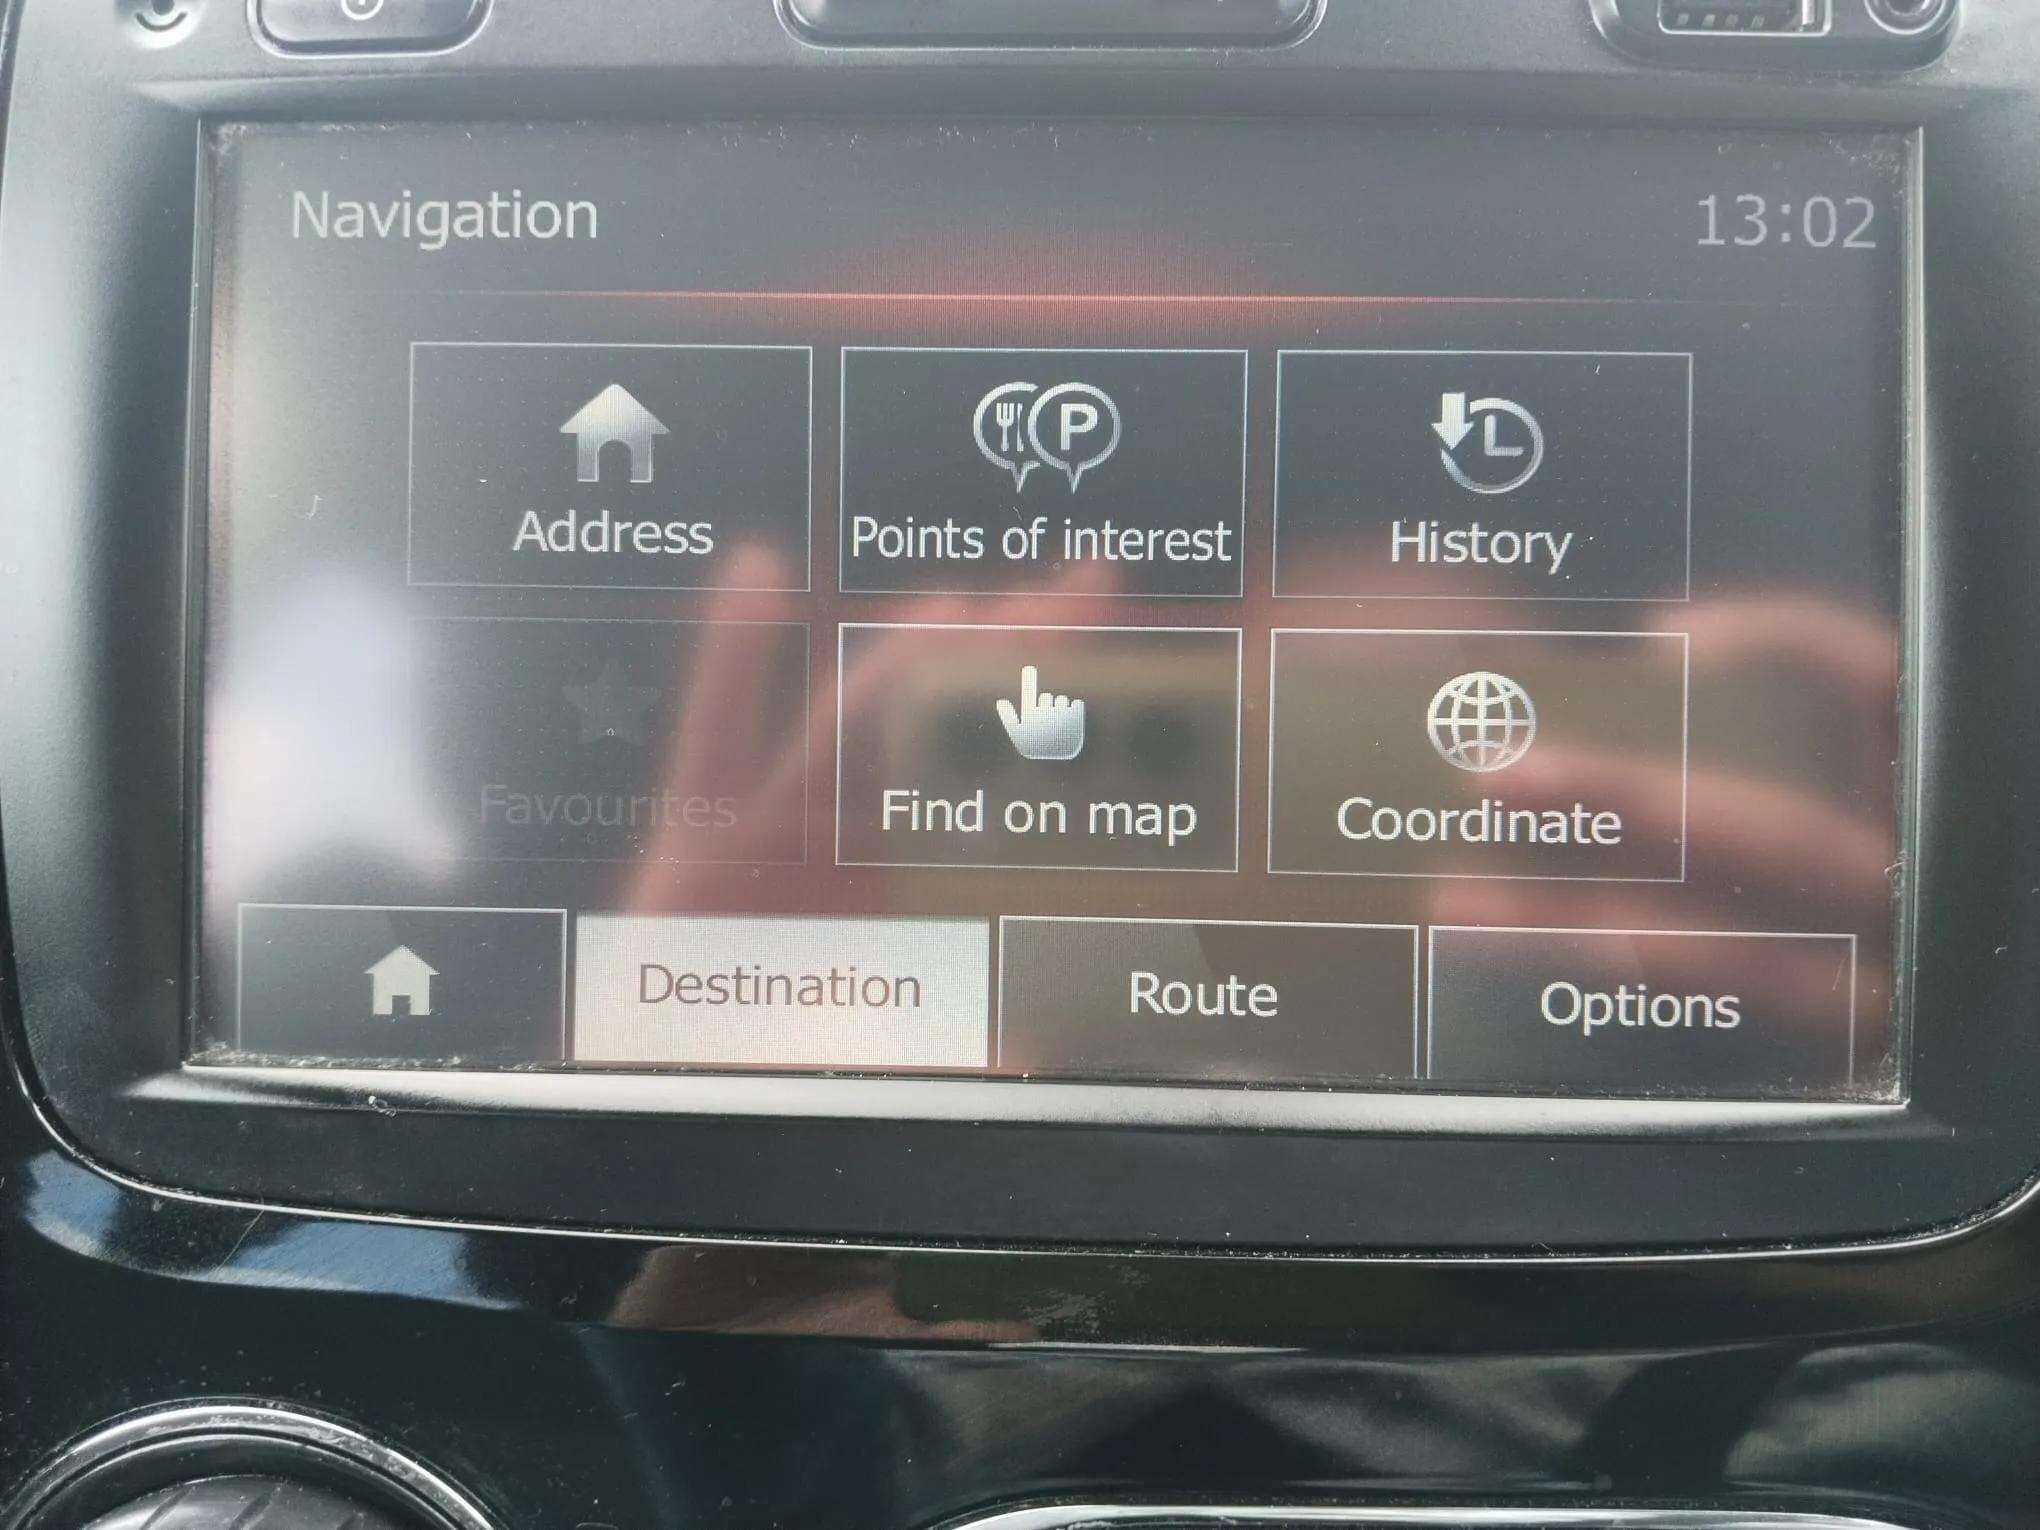 Navigation
13:02
P
Address
Points of interest
History
Favourites
Find on map
Coordinate
Destination
Route
Options